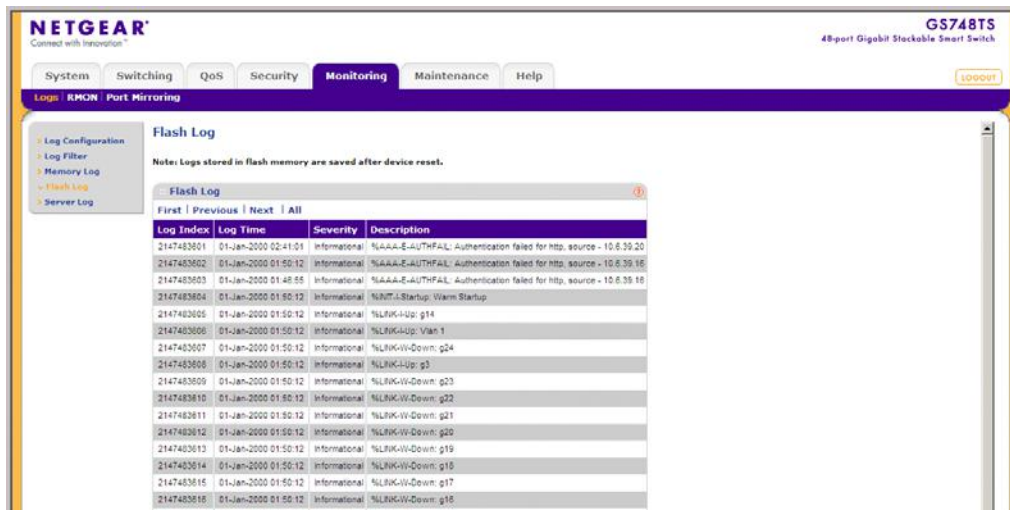 NETGEAR®
Connect with Innovation™
GS748TS
48-port Gigabit Stackable Smart Switch
System Switching QoS Security Monitoring Maintenance Help
LOGOUT
Logs RMON Port Mirroring
Log Configuration
Log Filter
Memory Log
Flash Log
Server Log
Flash Log
Note: Logs stored in flash memory are saved after device reset.
Flash Log
First Previous Next All
Log Index Log Time Severity Description
2147483601 01-Jan-2000 02:41:01 Informational %AAA-E-AUTHFAIL: Authentication failed for http, source - 10.6.39.20
2147483602 01-Jan-2000 01:50:12 Informational %AAA-E-AUTHFAIL: Authentication failed for http, source - 10.6.39.16
2147483603 01-Jan-2000 01:46:55 Informational %AAA-E-AUTHFAIL: Authentication failed for http, source - 10.6.39.16
2147483604 01-Jan-2000 01:50:12 Informational %INIT-I-Startup: Warm Startup
2147483605 01-Jan-2000 01:50:12 Informational %LINK-I-Up: g14
2147483606 01-Jan-2000 01:50:12 Informational %LINK-I-Up: Vlan 1
2147483607 01-Jan-2000 01:50:12 Informational %LINK-W-Down: g24
2147483608 01-Jan-2000 01:50:12 Informational %LINK-I-Up: g3
2147483609 01-Jan-2000 01:50:12 Informational %LINK-W-Down: g23
2147483610 01-Jan-2000 01:50:12 Informational %LINK-W-Down: g22
2147483611 01-Jan-2000 01:50:12 Informational %LINK-W-Down: g21
2147483612 01-Jan-2000 01:50:12 Informational %LINK-W-Down: g20
2147483613 01-Jan-2000 01:50:12 Informational %LINK-W-Down: g19
2147483614 01-Jan-2000 01:50:12 Informational %LINK-W-Down: g18
2147483615 01-Jan-2000 01:50:12 Informational %LINK-W-Down: g17
2147483616 01-Jan-2000 01:50:12 Informational %LINK-W-Down: g16